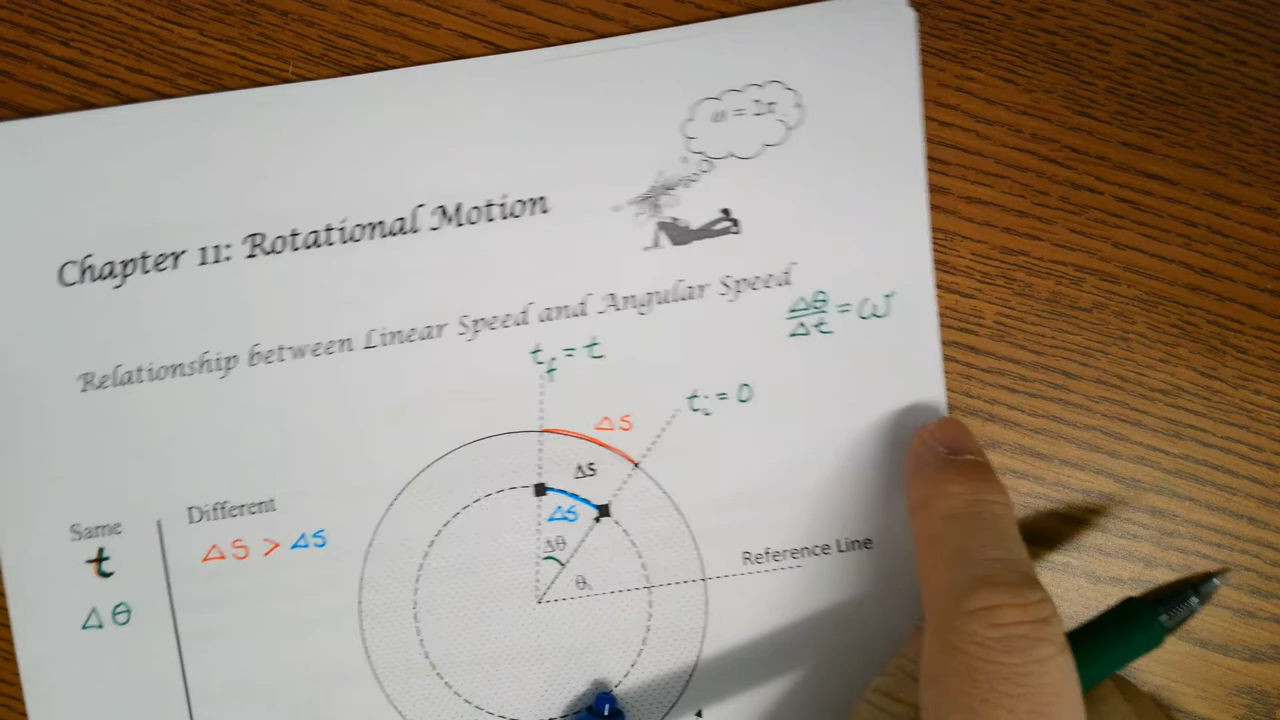 ω = 2π
Chapter 11: Rotational Motion
Relationship between Linear Speed and Angular Speed
Δθ/Δt = ω
t_f = t
t_i = 0
ΔS
ΔS
ΔS
Same
Different
t
ΔS > ΔS
Δθ
Δθ
θᵢ
Reference Line